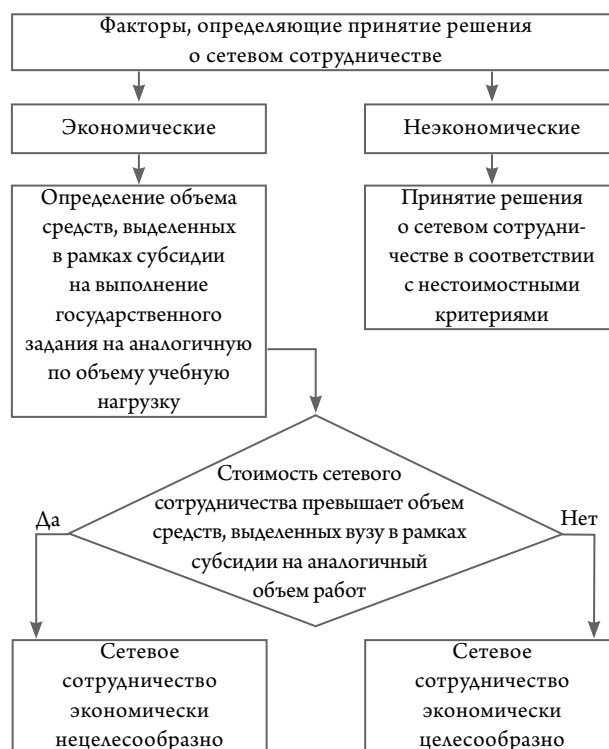 Факторы, определяющие принятие решения
о сетевом сотрудничестве
Экономические
Неэкономические
Определение объема
средств, выделенных
в рамках субсидии
на выполнение
государственного
задания на аналогичную
по объему учебную
нагрузку
Принятие решения
о сетевом сотрудни-
честве в соответствии
с нестоимостными
критериями
Стоимость сетевого
сотрудничества превышает объем
средств, выделенных вузу в рамках
субсидии на аналогичный
объем работ
Да
Нет
Сетевое
сотрудничество
экономически
нецелесообразно
Сетевое
сотрудничество
экономически
целесообразно